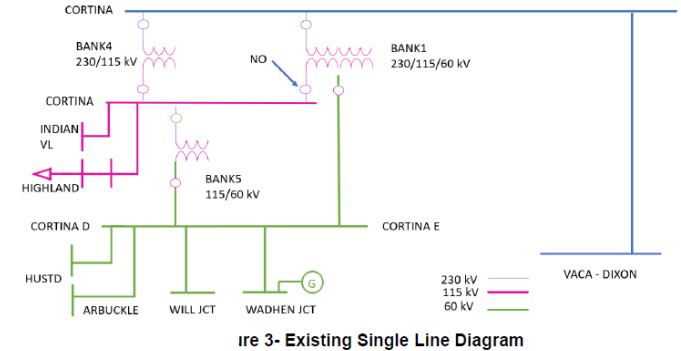 CORTINA
BANK4
230/115 kV
NO
BANK1
230/115/60 kV
CORTINA
INDIAN
VL
HIGHLAND
BANK5
115/60 kV
CORTINA D
CORTINA E
HUSTD
ARBUCKLE
WILL JCT
WADHEN JCT
G
VACA - DIXON
230 kV
115 kV
60 kV
ıre 3- Existing Single Line Diagram